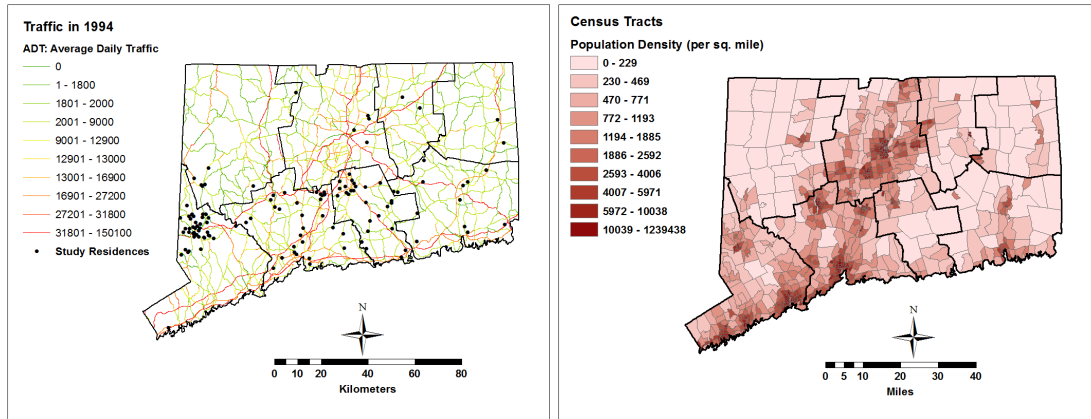 Traffic in 1994
ADT: Average Daily Traffic
0
1 - 1800
1801 - 2000
2001 - 9000
9001 - 12900
12901 - 13000
13001 - 16900
16901 - 27200
27201 - 31800
31801 - 150100
Study Residences
N
0 10 20 40 60 80
Kilometers
Census Tracts
Population Density (per sq. mile)
0 - 229
230 - 469
470 - 771
772 - 1193
1194 - 1885
1886 - 2592
2593 - 4006
4007 - 5971
5972 - 10038
10039 - 1239438
N
0 5 10 20 30 40
Miles